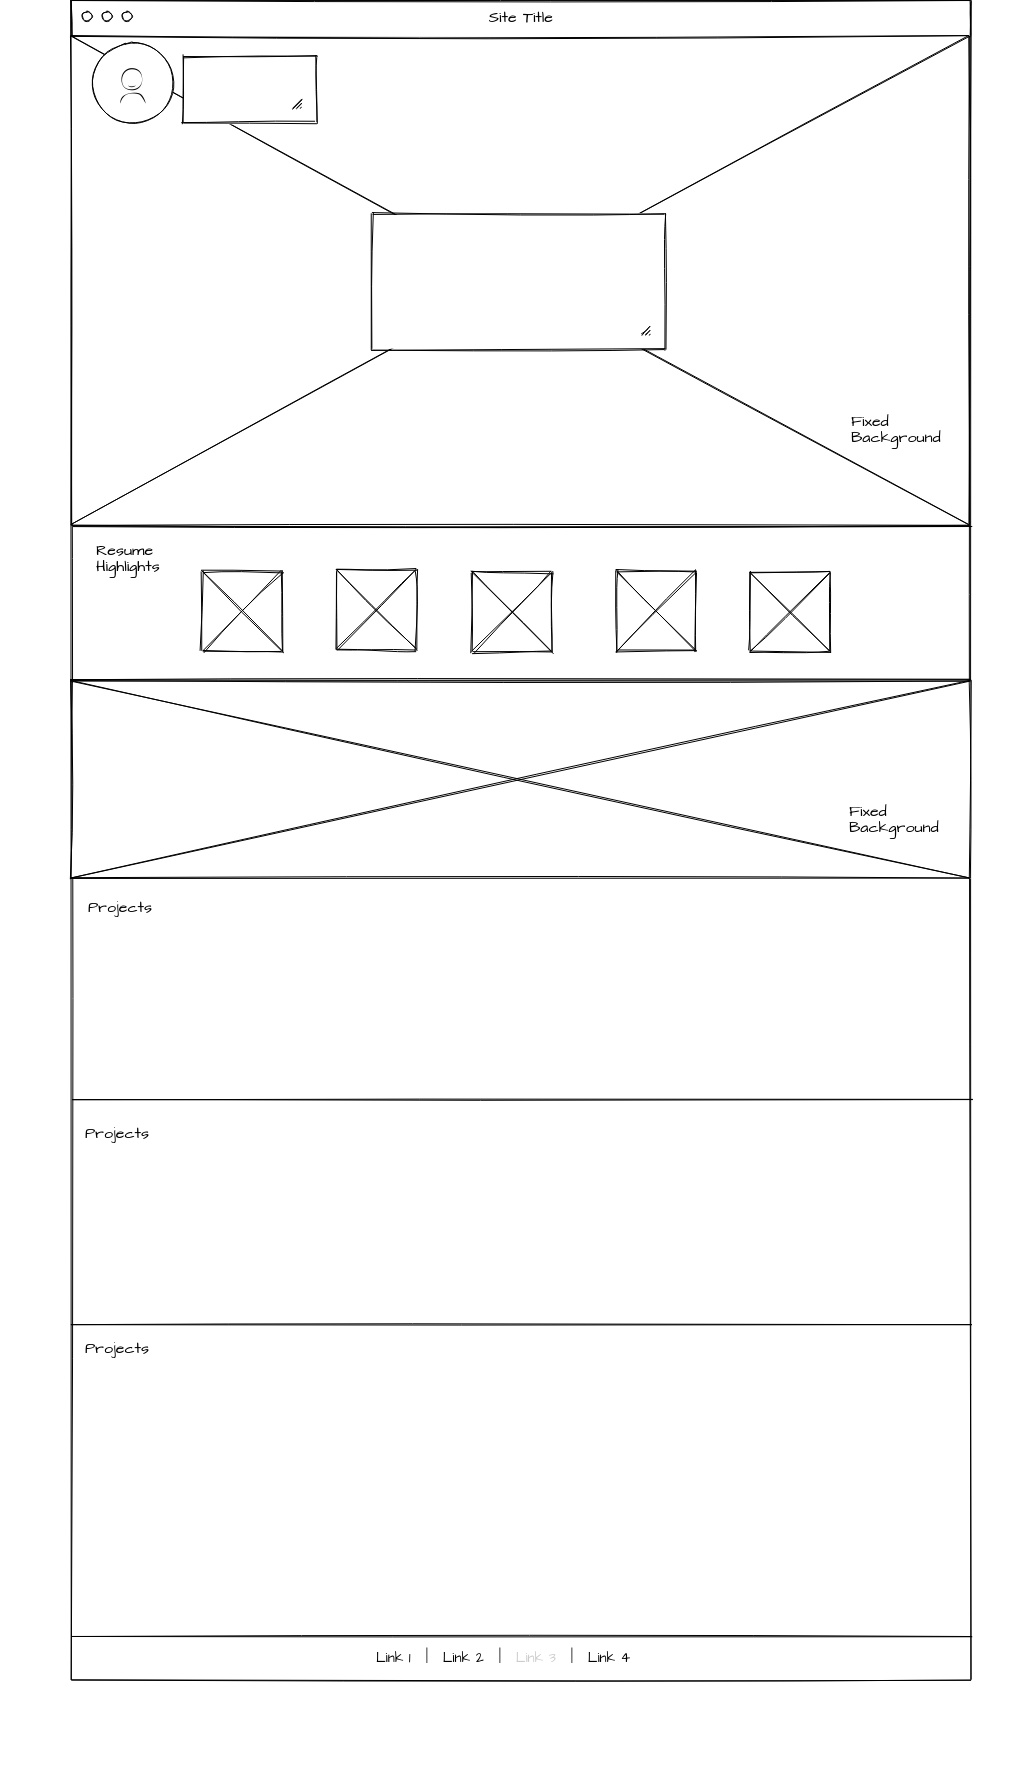 Site Title
Fixed
Background
Resume
Highlights
Fixed
Background
Projects
Projects
Projects
Link 1 | Link 2 | Link 3 | Link 4